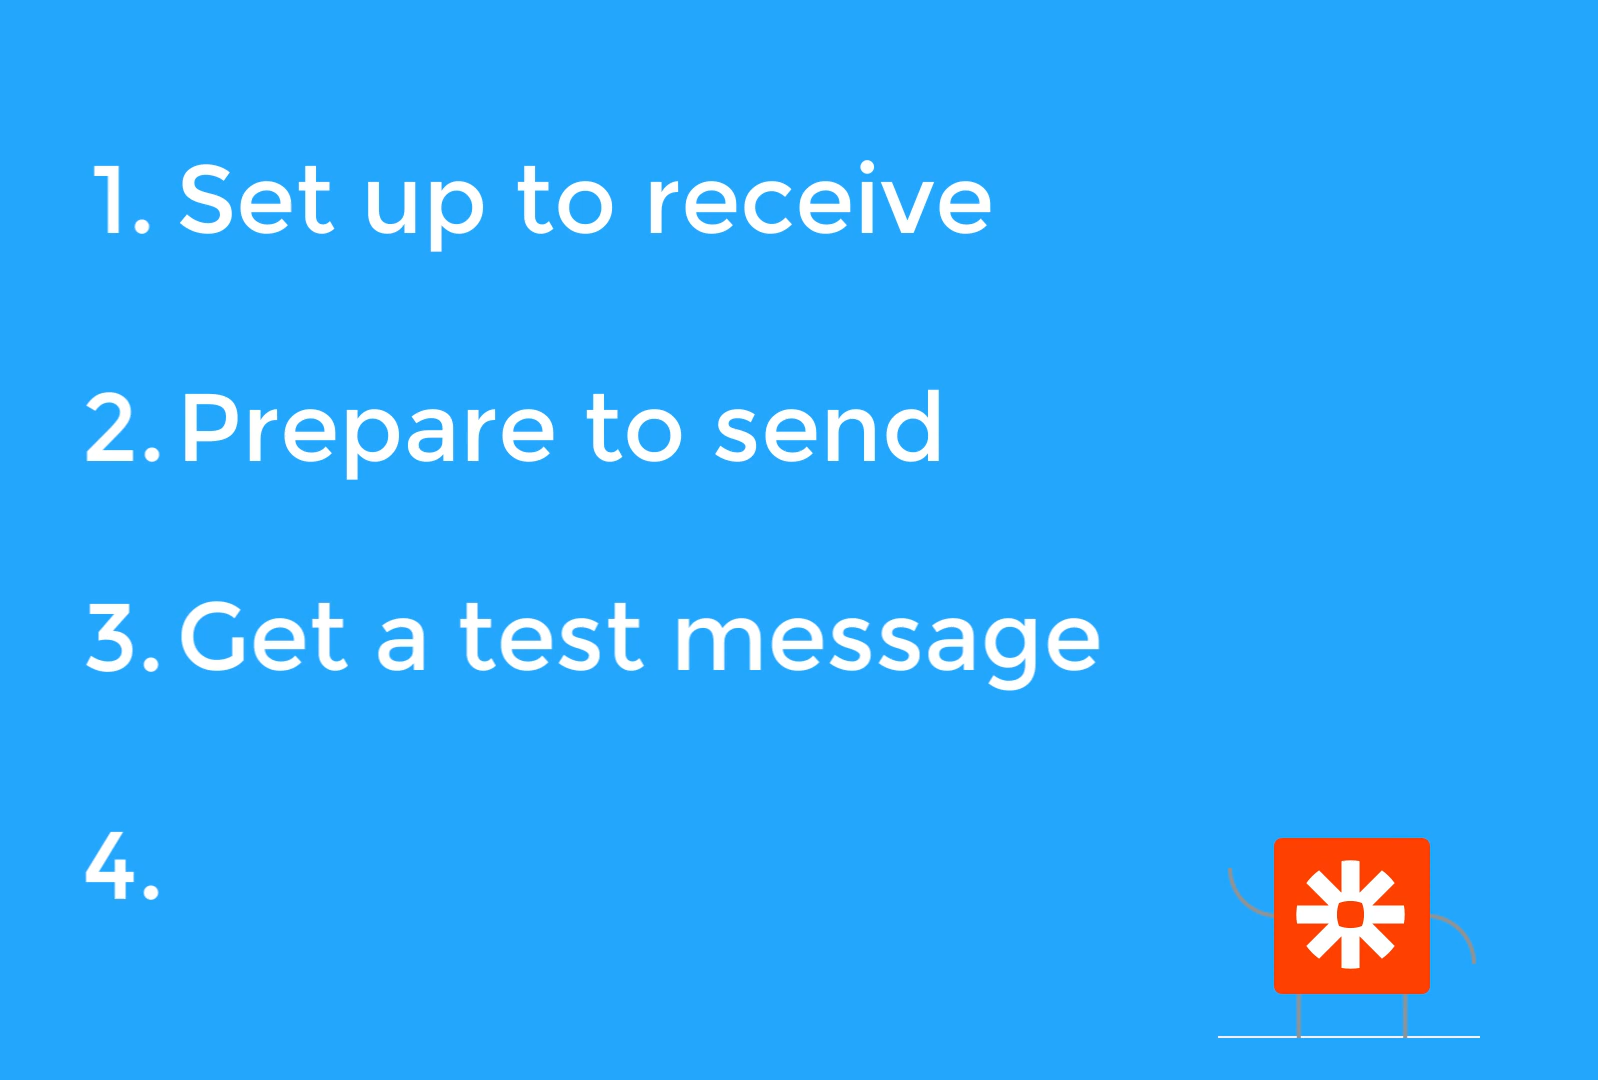 1. Set up to receive
2. Prepare to send
3. Get a test message
4.